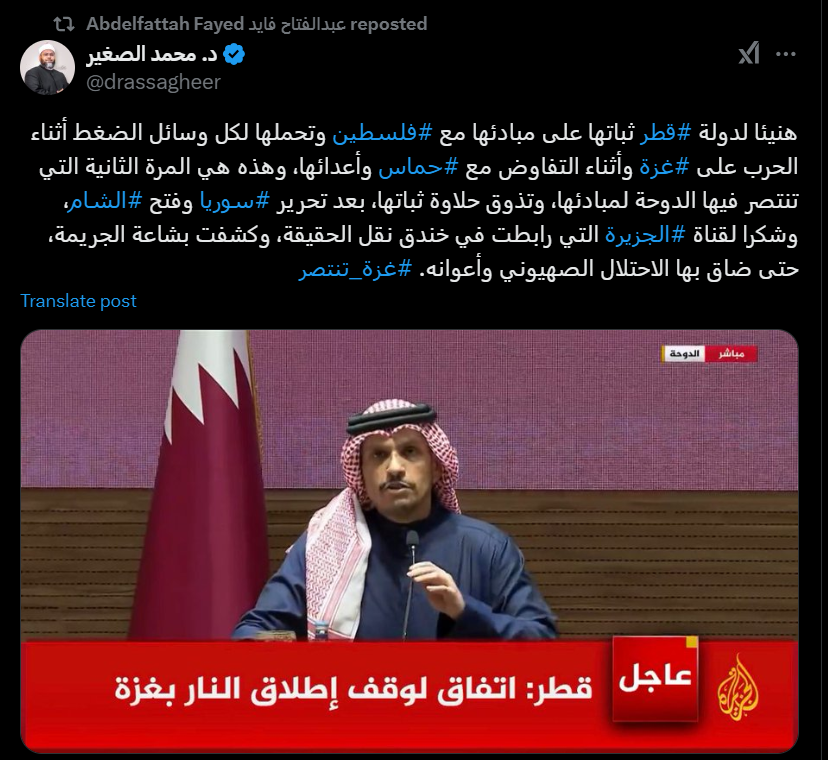 Abdelfattah Fayed عبدالفتاح فايد reposted
د. محمد الصغير
@drassagheer
هنيئا لدولة #قطر ثباتها على مبادئها مع #فلسطين وتحملها لكل وسائل الضغط أثناء
الحرب على #غزة وأثناء التفاوض مع #حماس وأعدائها، وهذه هي المرة الثانية التي
تنتصر فيها الدوحة لمبادئها، وتذوق حلاوة ثباتها، بعد تحرير #سوريا وفتح #الشام،
وشكرا لقناة #الجزيرة التي رابطت في خندق نقل الحقيقة، وكشفت بشاعة الجريمة،
حتى ضاق بها الاحتلال الصهيوني وأعوانه. #غزة_تنتصر
Translate post
مباشر الدوحة
عاجل
قطر: اتفاق لوقف إطلاق النار بغزة
الجزيرة